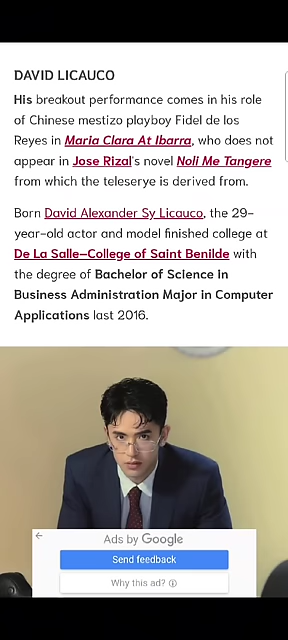 DAVID LICAUCO
His breakout performance comes in his role
of Chinese mestizo playboy Fidel de los
Reyes in Maria Clara At Ibarra, who does not
appear in Jose Rizal's novel Noli Me Tangere
from which the teleserye is derived from.
Born David Alexander Sy Licauco, the 29-
year-old actor and model finished college at
De La Salle–College of Saint Benilde with
the degree of Bachelor of Science in
Business Administration Major in Computer
Applications last 2016.
Ads by Google
Send feedback
Why this ad?